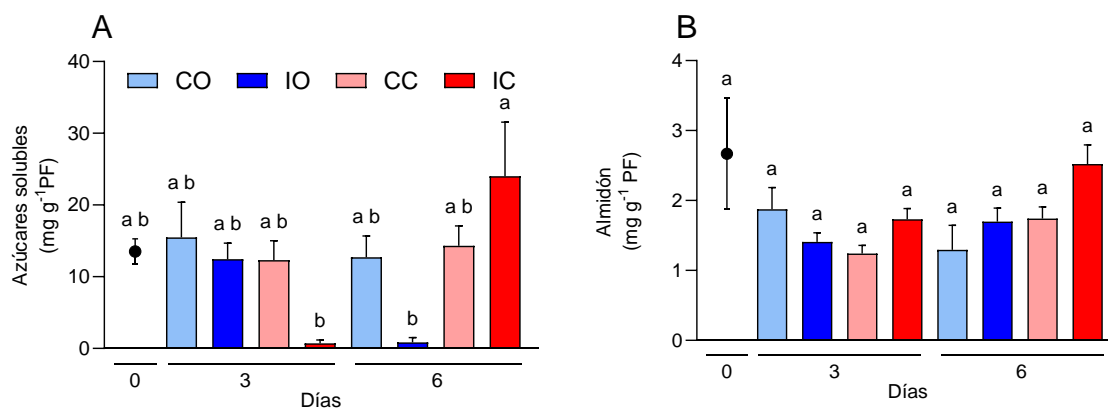 A
Azúcares solubles
(mg g⁻¹PF)
40
30
20
10
0
CO IO CC IC
a b
a b
a b
a b
b
a b
b
a b
a
0 3 6
Días
B
Almidón
(mg g⁻¹ PF)
4
3
2
1
0
a
a
a
a
a
a
a
a
a
0 3 6
Días